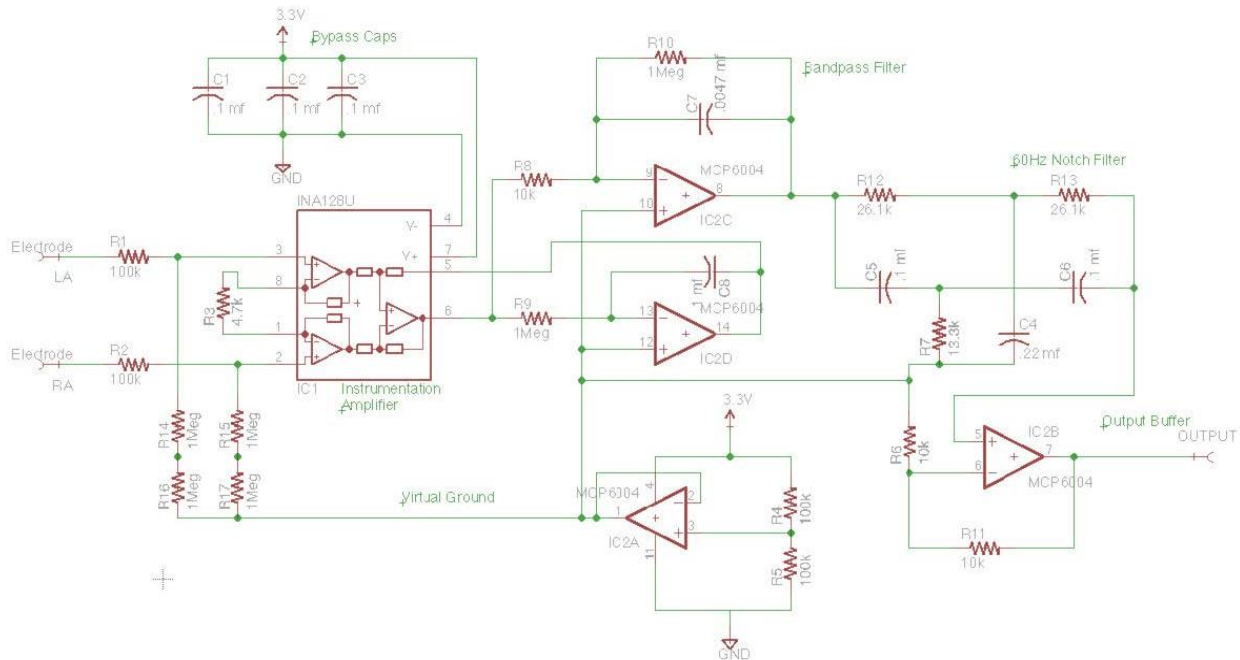 3.3V
Bypass Caps
C1
.1 mf
C2
.1 mf
C3
.1 mf
GND
R10
1Meg
C7
.0047 mf
Bandpass Filter
R8
10k
9
10
8
MCP6004
IC2C
60Hz Notch Filter
R12
26.1k
R13
26.1k
C5
.1 mf
C6
.1 mf
R7
13.3k
C4
.22mf
INA128U
V-
4
V+
7
5
3
8
1
2
6
IC1
Instrumentation
Amplifier
Electrode
LA
R1
100k
R3
4.7k
Electrode
RA
R2
100k
R9
1Meg
C8
.1 mf
MCP6004
13
12
14
IC2D
R14
1Meg
R15
1Meg
R16
1Meg
R17
1Meg
Virtual Ground
3.3V
MCP6004
4
1
2
3
11
IC2A
R4
100k
R5
100k
GND
R6
10k
Output Buffer
5
6
7
IC2B
MCP6004
OUTPUT
R11
10k